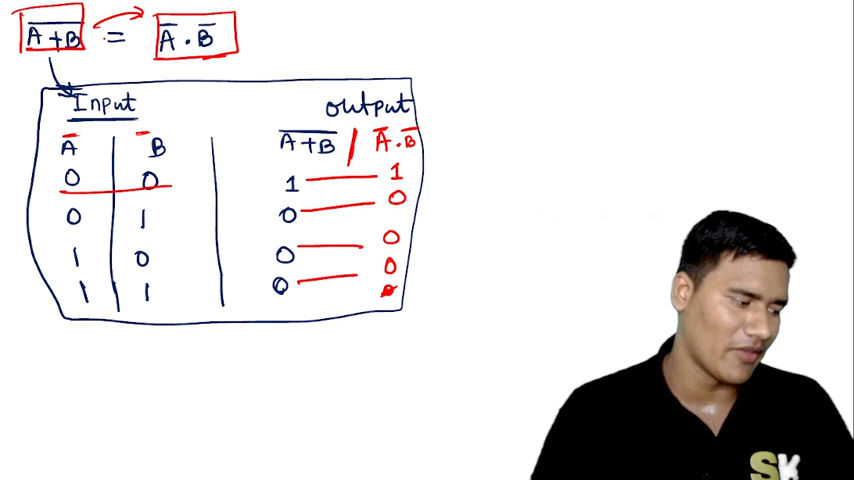 A̅+̅B̅ = A̅ . B̅
Input output
A̅ ̅B A̅+̅B̅ / A̅ . B̅
0 0 1 1
0 1 0 0
1 0 0 0
1 1 0 0
SK